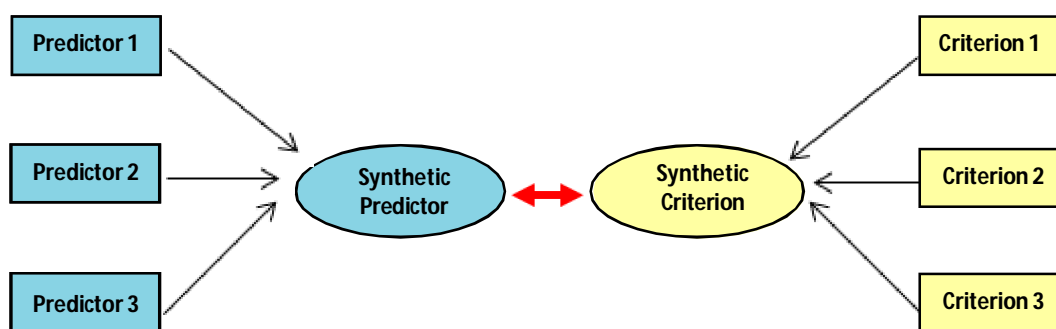 Predictor 1
Criterion 1
Predictor 2
Synthetic
Predictor
Synthetic
Criterion
Criterion 2
Predictor 3
Criterion 3